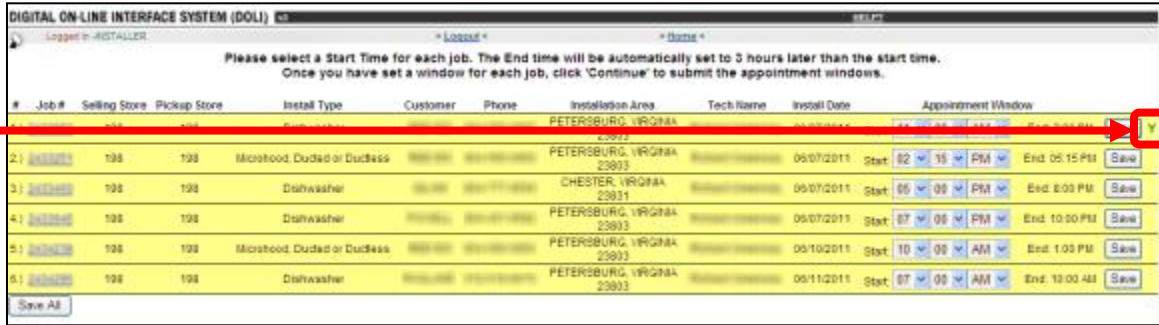 DIGITAL ON-LINE INTERFACE SYSTEM (DOLI) HELP?
Logged in -INSTALLER • Logout • • Home •
Please select a Start Time for each job. The End time will be automatically set to 3 hours later than the start time.
Once you have set a window for each job, click 'Continue' to submit the appointment windows.
# Job # Selling Store Pickup Store Install Type Customer Phone Installation Area Tech Name Install Date Appointment Window
PETERSBURG, VIRGINIA
23803 Y
2.) 198 198 Microhood, Ducted or Ductless PETERSBURG, VIRGINIA 23803 06/07/2011 Start: 02 15 PM End: 05:15 PM Save
3.) 198 198 Dishwasher CHESTER, VIRGINIA 23831 06/07/2011 Start: 05 00 PM End: 8:00 PM Save
4.) 198 198 Dishwasher PETERSBURG, VIRGINIA 23803 06/07/2011 Start: 07 00 PM End: 10:00 PM Save
5.) 198 198 Microhood, Ducted or Ductless PETERSBURG, VIRGINIA 23803 06/10/2011 Start: 10 00 AM End: 1:00 PM Save
6.) 198 198 Dishwasher PETERSBURG, VIRGINIA 23803 06/11/2011 Start: 07 00 AM End: 10:00 AM Save
Save All